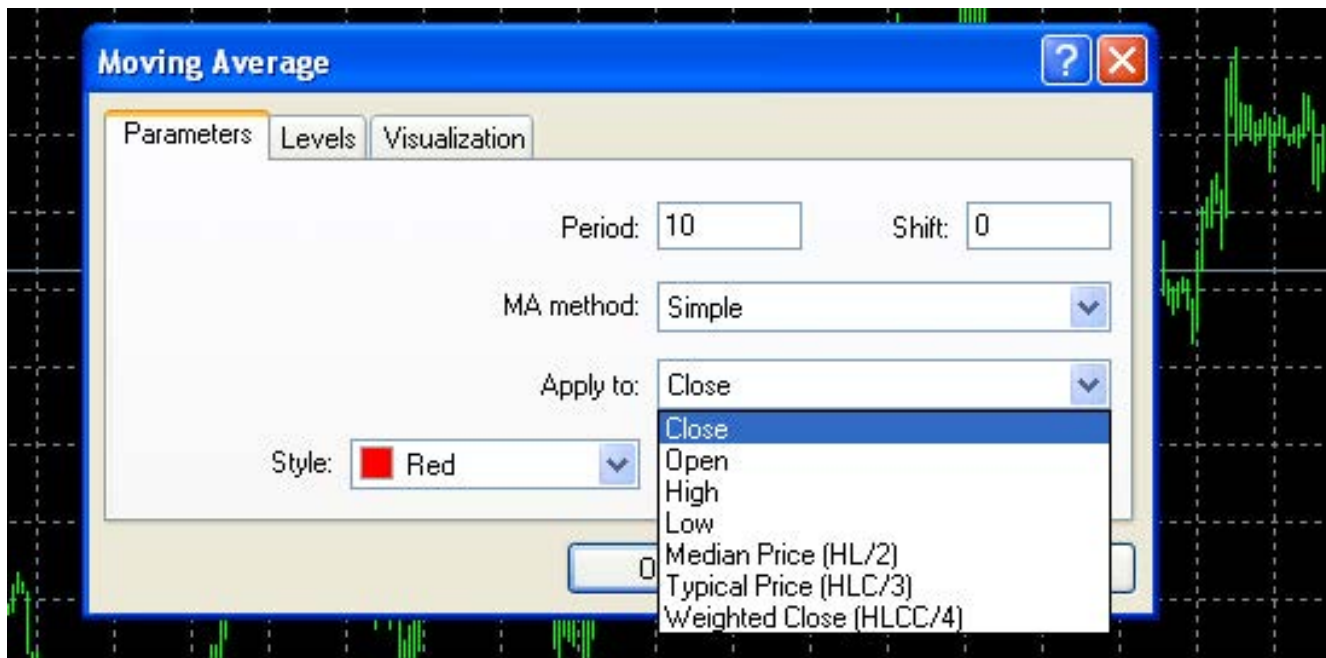 Moving Average
Parameters Levels Visualization
Period: 10 Shift: 0
MA method: Simple
Apply to: Close
Close
Open
High
Low
Median Price (HL/2)
Typical Price (HLC/3)
Weighted Close (HLCC/4)
Style: Red